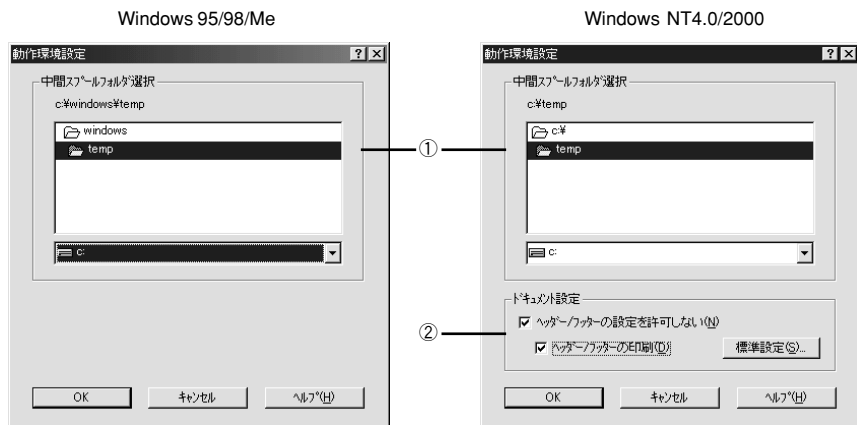 Windows 95/98/Me
動作環境設定
中間ｽﾌﾟｰﾙﾌｫﾙﾀﾞ選択
c:¥windows¥temp
windows
temp
c:
OK
ｷｬﾝｾﾙ
ﾍﾙﾌﾟ(H)
①
②
Windows NT4.0/2000
動作環境設定
中間ｽﾌﾟｰﾙﾌｫﾙﾀﾞ選択
c:¥temp
c:¥
temp
c:
ﾄﾞｷｭﾒﾝﾄ設定
ﾍｯﾀﾞｰ/ﾌｯﾀｰの設定を許可しない(N)
ﾍｯﾀﾞｰ/ﾌｯﾀｰの印刷(D)
標準設定(S)...
OK
ｷｬﾝｾﾙ
ﾍﾙﾌﾟ(H)